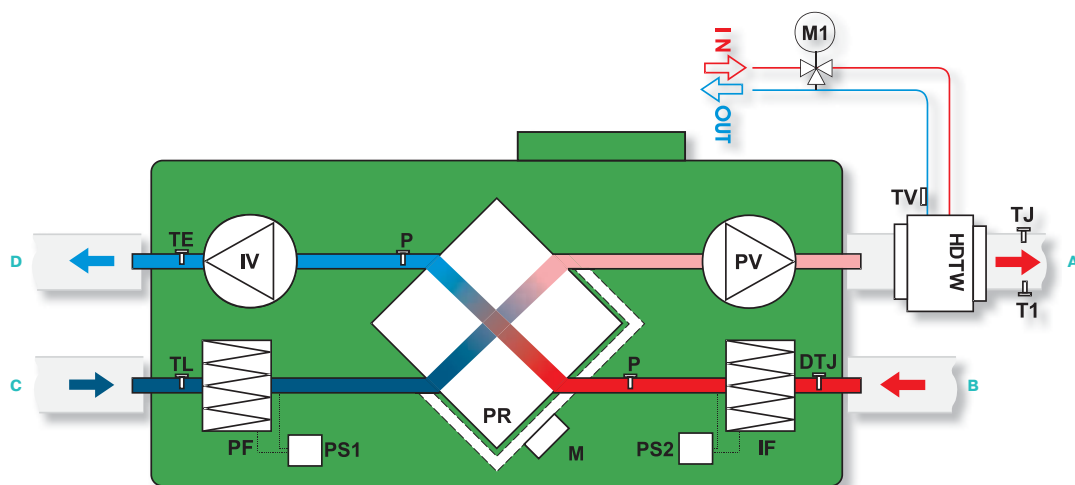 IN
M1
OUT
TV
TJ
HDTW
D
TE
IV
P
PV
A
T1
C
TL
P
DTJ
B
PR
PF
PS1
M
PS2
IF